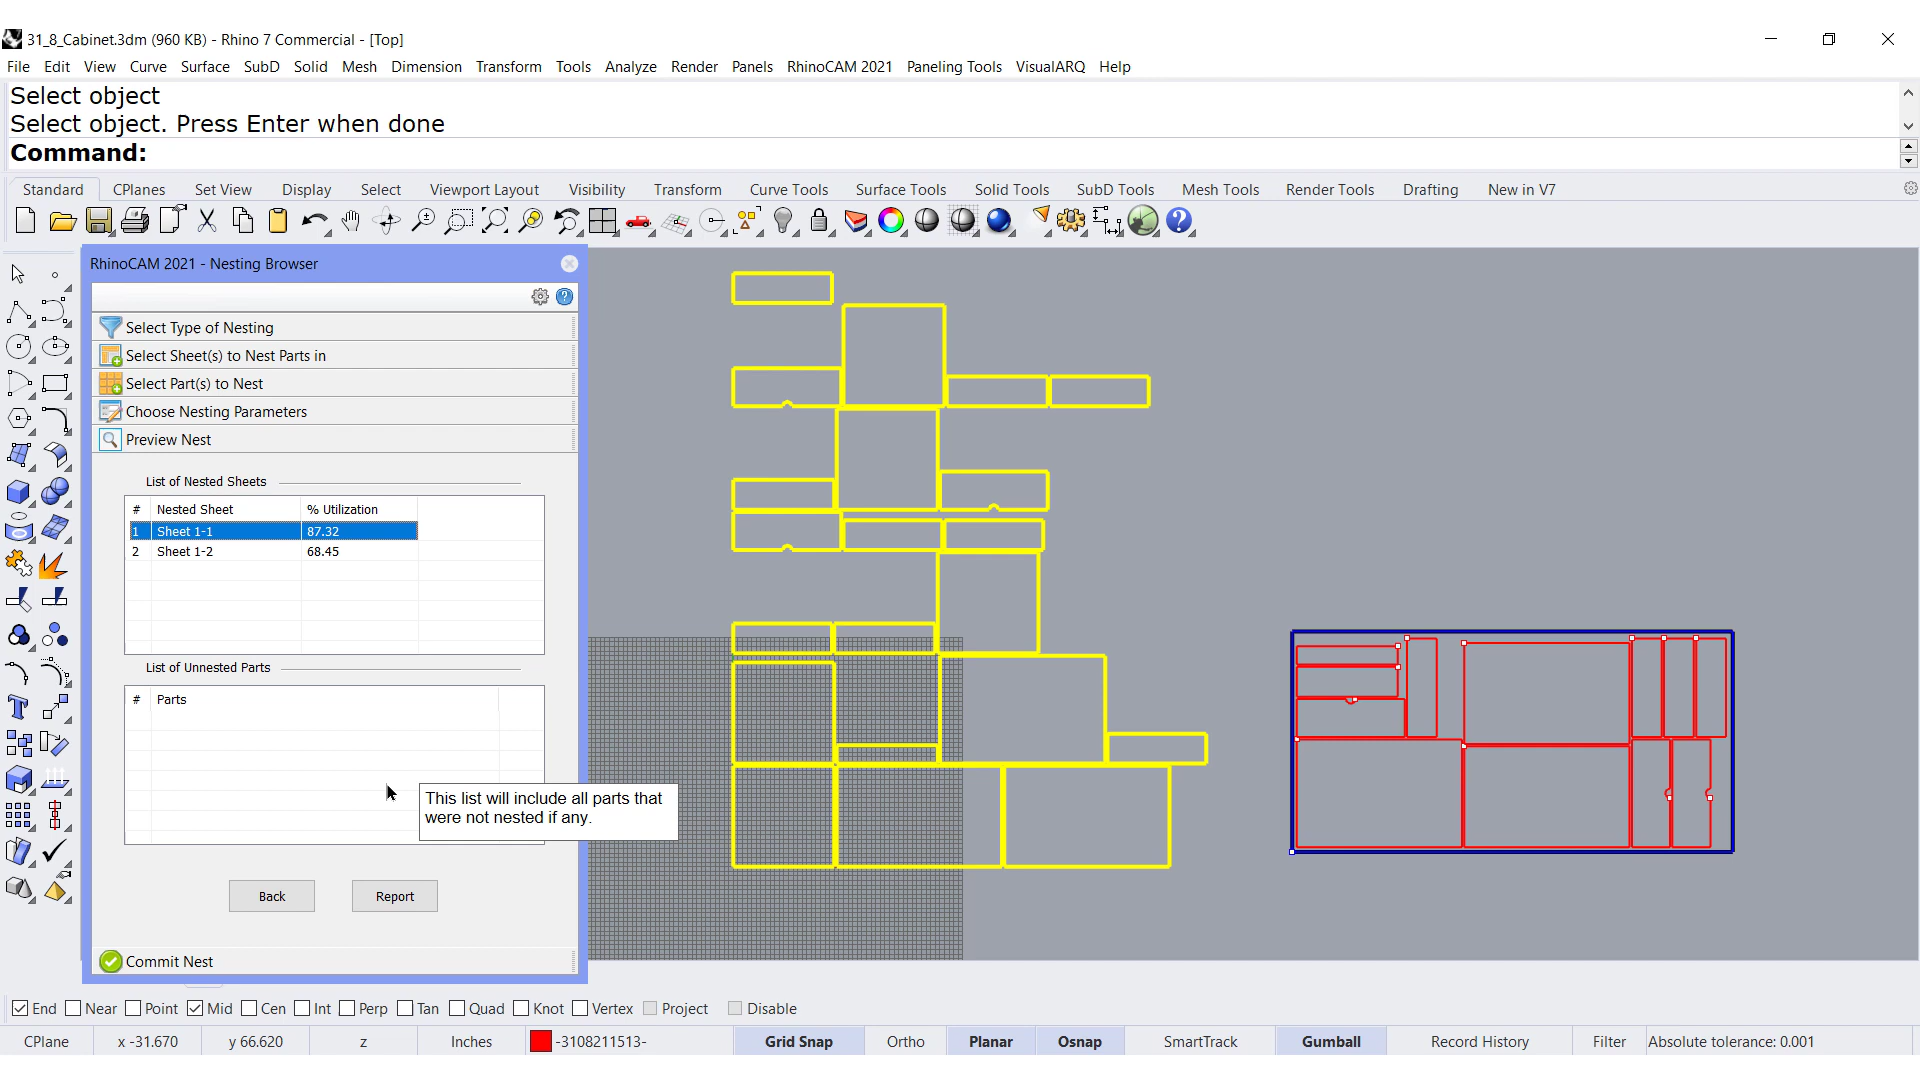 31_8_Cabinet.3dm (960 KB) - Rhino 7 Commercial - [Top]
File Edit View Curve Surface SubD Solid Mesh Dimension Transform Tools Analyze Render Panels RhinoCAM 2021 Paneling Tools VisualARQ Help
Select object
Select object. Press Enter when done
Command:
Standard CPlanes Set View Display Select Viewport Layout Visibility Transform Curve Tools Surface Tools Solid Tools SubD Tools Mesh Tools Render Tools Drafting New in V7
RhinoCAM 2021 - Nesting Browser
Select Type of Nesting
Select Sheet(s) to Nest Parts in
Select Part(s) to Nest
Choose Nesting Parameters
Preview Nest
List of Nested Sheets
# Nested Sheet % Utilization
1 Sheet 1-1 87.32
2 Sheet 1-2 68.45
List of Unnested Parts
# Parts
This list will include all parts that
were not nested if any.
Back Report
Commit Nest
End Near Point Mid Cen Int Perp Tan Quad Knot Vertex Project Disable
CPlane x -31.670 y 66.620 z Inches -3108211513- Grid Snap Ortho Planar Osnap SmartTrack Gumball Record History Filter Absolute tolerance: 0.001